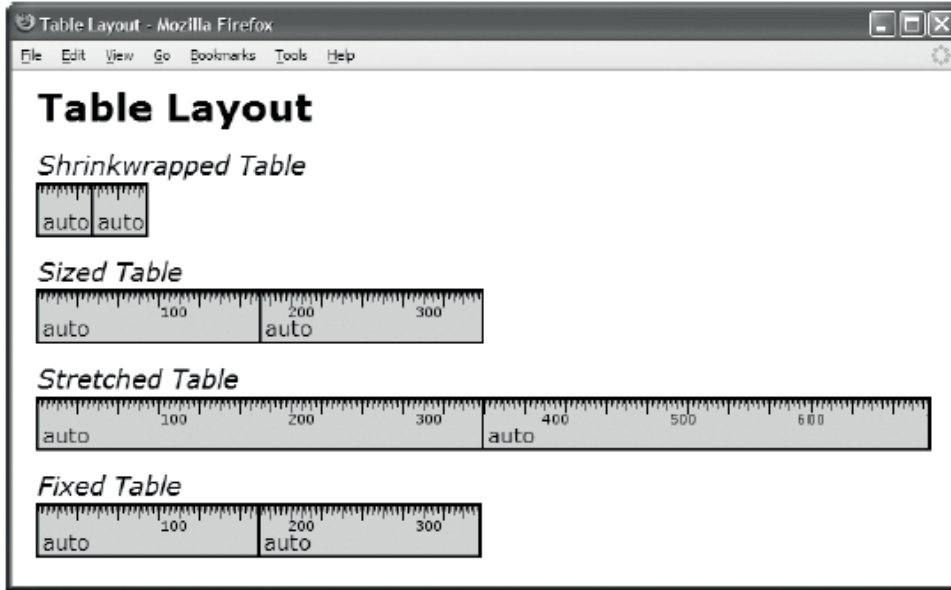 Table Layout - Mozilla Firefox
File Edit View Go Bookmarks Tools Help
Table Layout
Shrinkwrapped Table
auto auto
Sized Table
100 200 300
auto auto
Stretched Table
100 200 300 400 500 600
auto auto
Fixed Table
100 200 300
auto auto